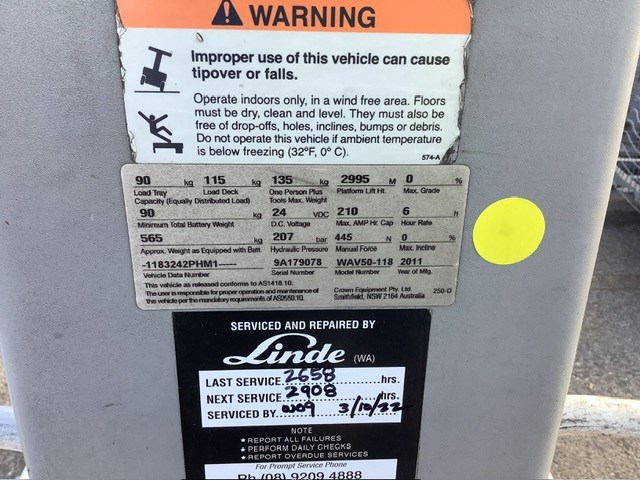 WARNING
Improper use of this vehicle can cause
tipover or falls.
Operate indoors only, in a wind free area. Floors
must be dry, clean and level. They must also be
free of drop-offs, holes, inclines, bumps or debris.
Do not operate this vehicle if ambient temperature
is below freezing (32°F, 0° C).
574-A
90 kg 115 kg 135 kg 2995 M 0 %
Load Tray Load Deck One Person Plus Platform Lift Ht. Max. Grade
Capacity (Equally Distributed Load) Tools Max. Weight
90 kg 24 VDC 210 6 h
Minimum Total Battery Weight D.C. Voltage Max. AMP Hr. Cap Hour Rate
565 kg 207 bar 445 N 0 %
Approx. Weight as Equipped with Batt. Hydraulic Pressure Manual Force Max. Incline
-1183242PHM1------ 9A179078 WAV50-118 2011
Vehicle Data Number Serial Number Model Number Year of Mfg.
This vehicle as released conforms to AS1418.10.
The user is responsible for proper operation and maintenance of
this vehicle per the mandatory requirements of AS2550.10.
Crown Equipment Pty. Ltd.
Smithfield, NSW 2164 Australia
250-D
SERVICED AND REPAIRED BY
Linde (WA)
LAST SERVICE 2658 hrs.
NEXT SERVICE 2908 hrs.
SERVICED BY. 3/10/22
NOTE
★ REPORT ALL FAILURES
★ PERFORM DAILY CHECKS
★ REPORT OVERDUE SERVICES
For Prompt Service Phone
Ph (08) 9209 4888